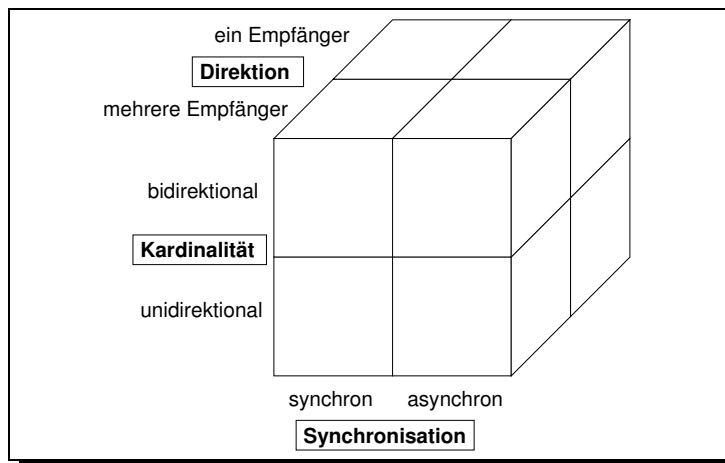 ein Empfänger
Direktion
mehrere Empfänger
bidirektional
Kardinalität
unidirektional
synchron asynchron
Synchronisation